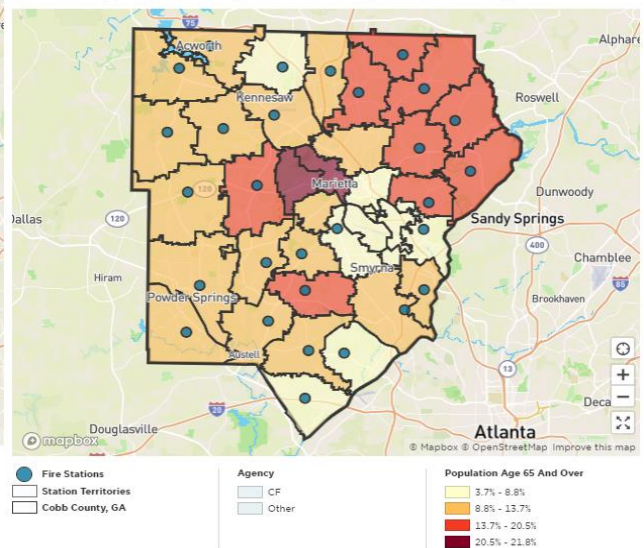 75
Acworth
Alphare
Kennesaw
Roswell
Marietta
Dunwoody
Dallas
120
120
Sandy Springs
400
Smyrna
Chamblee
Hiram
Powder Springs
85
Brookhaven
Austell
13
20
Deca
Douglasville
Atlanta
mapbox
© Mapbox © OpenStreetMap Improve this map
Fire Stations
Station Territories
Cobb County, GA
Agency
CF
Other
Population Age 65 And Over
3.7% - 8.8%
8.8% - 13.7%
13.7% - 20.5%
20.5% - 21.8%